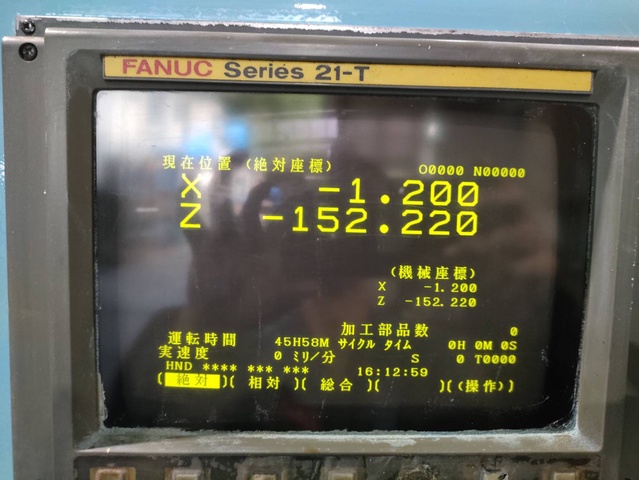 FANUC Series 21-T
現在位置 (絶対座標) O0000 N00000
X -1.200
Z -152.220
(機械座標)
X -1.200
Z -152.220
加工部品数 0
運転時間 45H58M サイクル タイム 0H 0M 0S
実速度 0 ミリ/分 S 0 T0000
HND **** *** *** 16:12:59
[ 絶対 ][ 相対 ][ 総合 ][ ][ (操作) ]